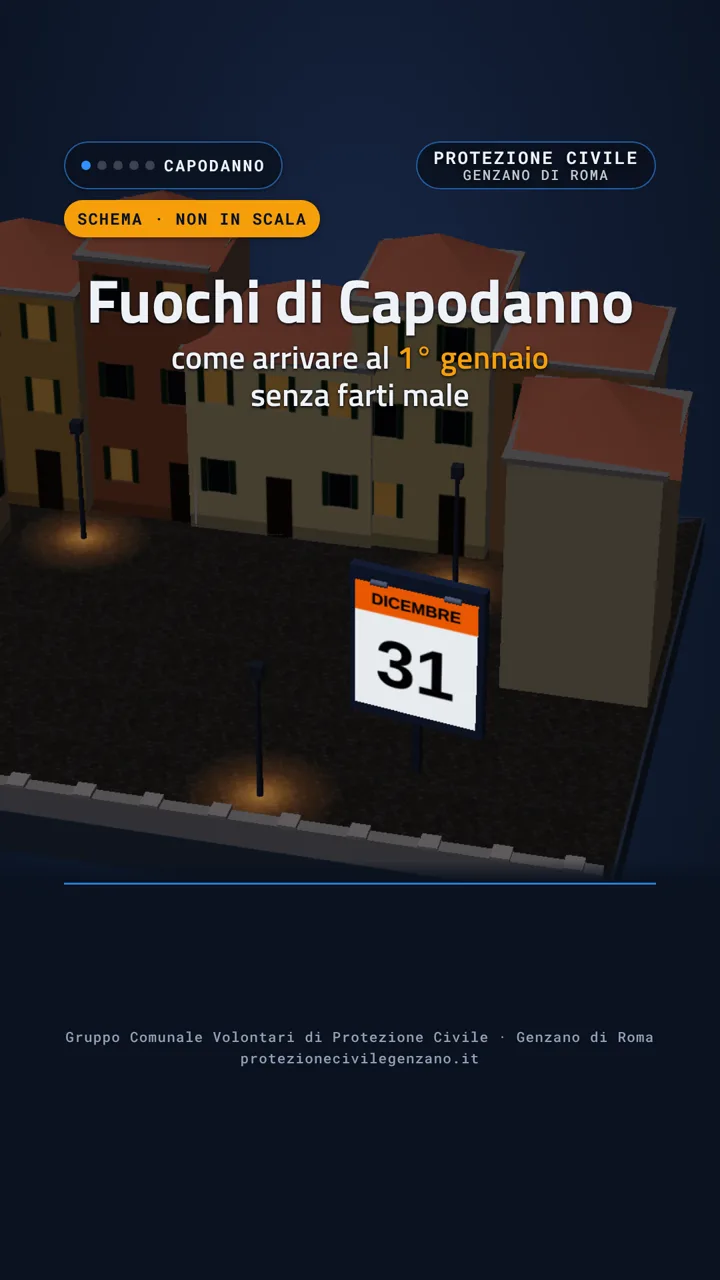 CAPODANNO
PROTEZIONE CIVILE
GENZANO DI ROMA
SCHEMA · NON IN SCALA
Fuochi di Capodanno
come arrivare al 1° gennaio
senza farti male
DICEMBRE
31
Gruppo Comunale Volontari di Protezione Civile · Genzano di Roma
protezionecivilegenzano.it